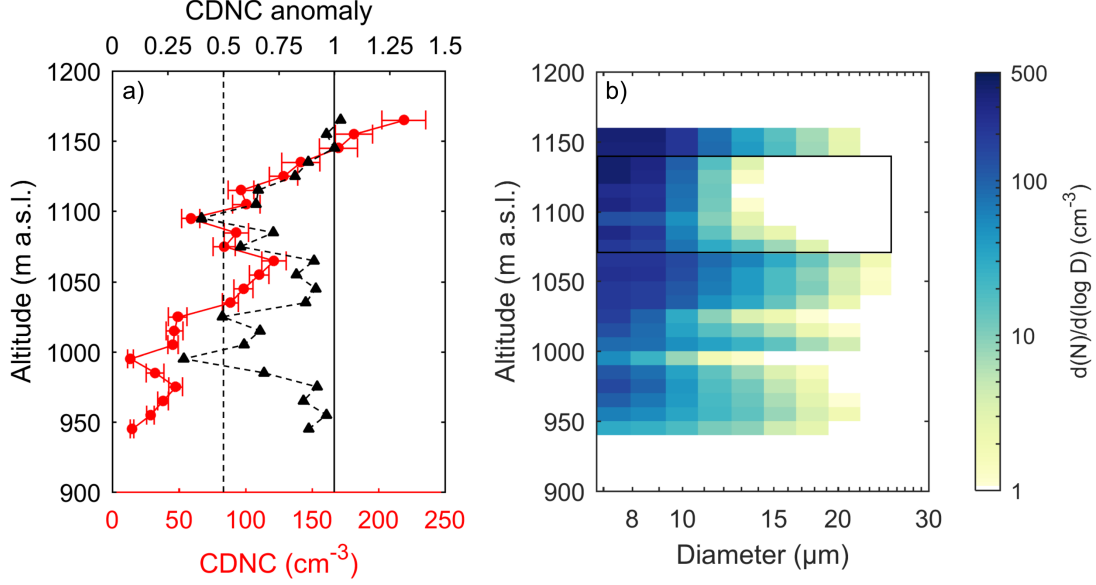 CDNC anomaly
0 0.25 0.5 0.75 1 1.25 1.5
a)
1200
1150
1100
1050
1000
950
900
Altitude (m a.s.l.)
0 50 100 150 200 250
CDNC (cm⁻³)
b)
1200
1150
1100
1050
1000
950
900
Altitude (m a.s.l.)
8 10 15 20 30
Diameter (μm)
500
100
10
1
d(N)/d(log D) (cm⁻³)